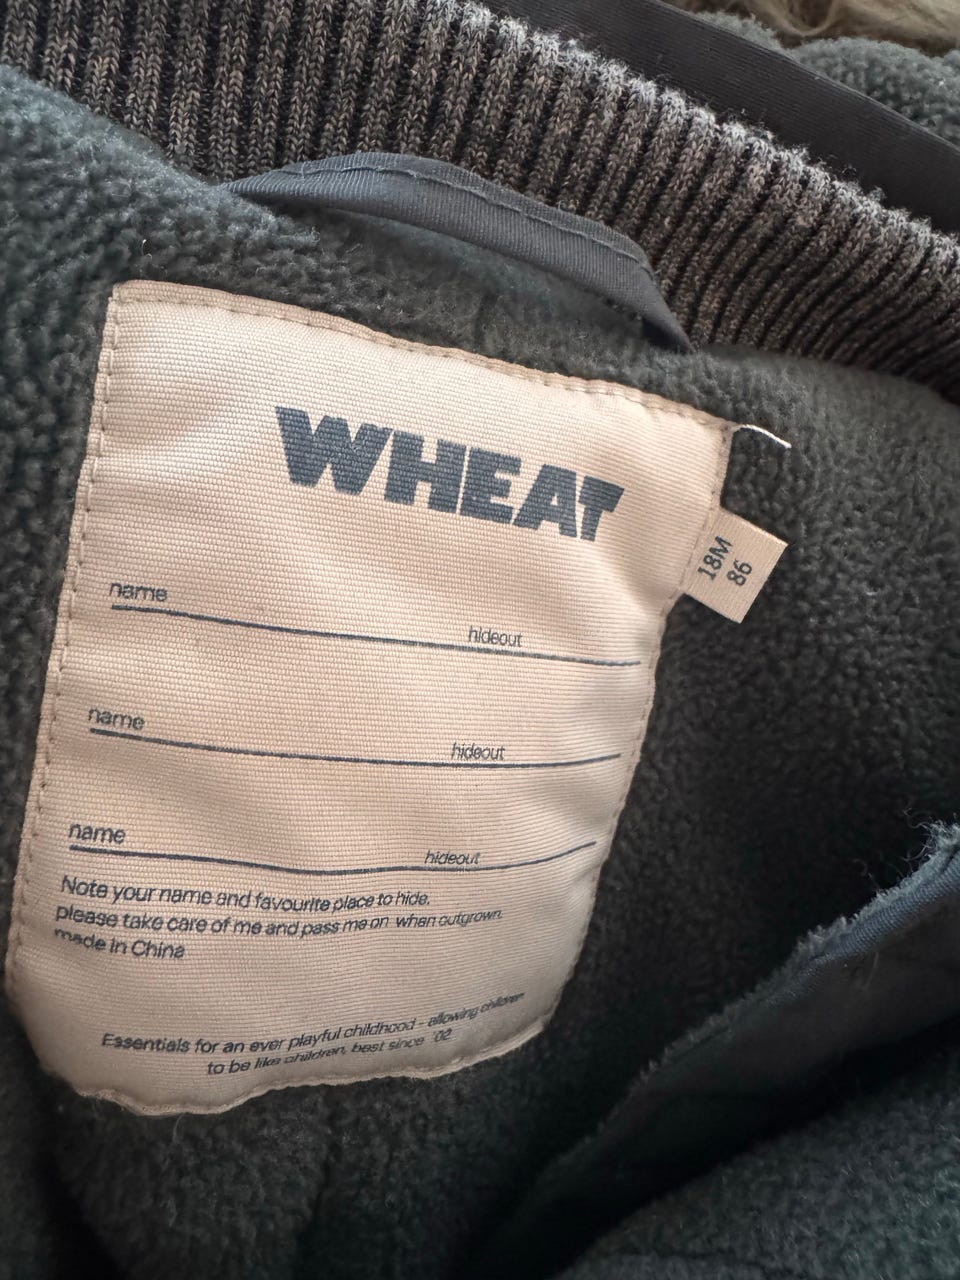 WHEAT
18M
86
name hideout
name hideout
name hideout
Note your name and favourite place to hide,
please take care of me and pass me on when outgrown.
made in China
Essentials for an ever playful childhood - allowing children
to be like children, best since '02